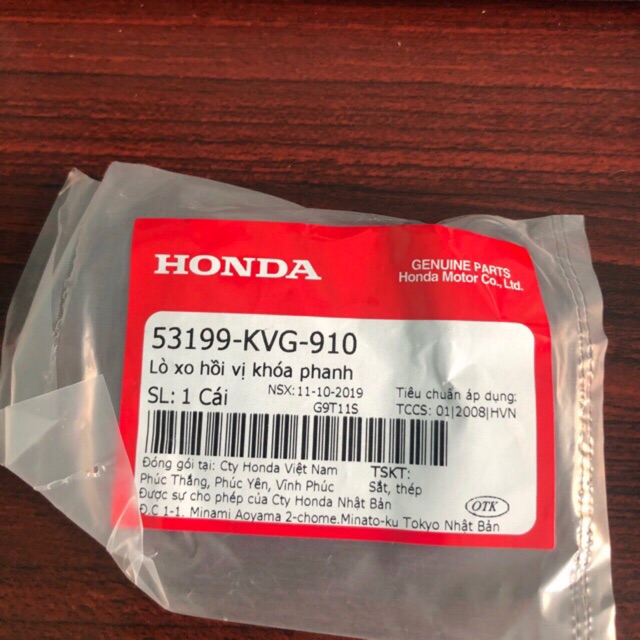 HONDA
GENUINE PARTS
Honda Motor Co., Ltd.
53199-KVG-910
Lò xo hồi vị khóa phanh
SL: 1 Cái
NSX:11-10-2019
G9T11S
Tiêu chuẩn áp dụng:
TCCS: 01|2008|HVN
Đóng gói tại: Cty Honda Việt Nam
Phúc Thắng, Phúc Yên, Vĩnh Phúc
Được sư cho phép của Cty Honda Nhật Bản
Đ.C 1-1. Minami Aoyama 2-chome.Minato-ku Tokyo Nhật Bản
TSKT:
Sắt, thép
OTK